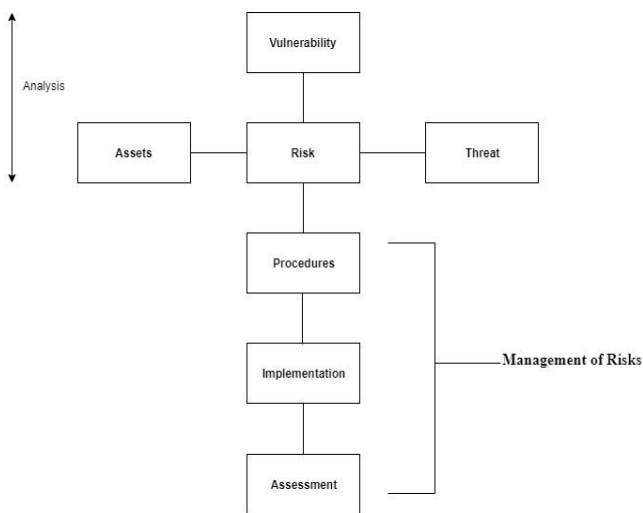 Vulnerability
Analysis
Assets
Risk
Threat
Procedures
Management of Risks
Implementation
Assessment